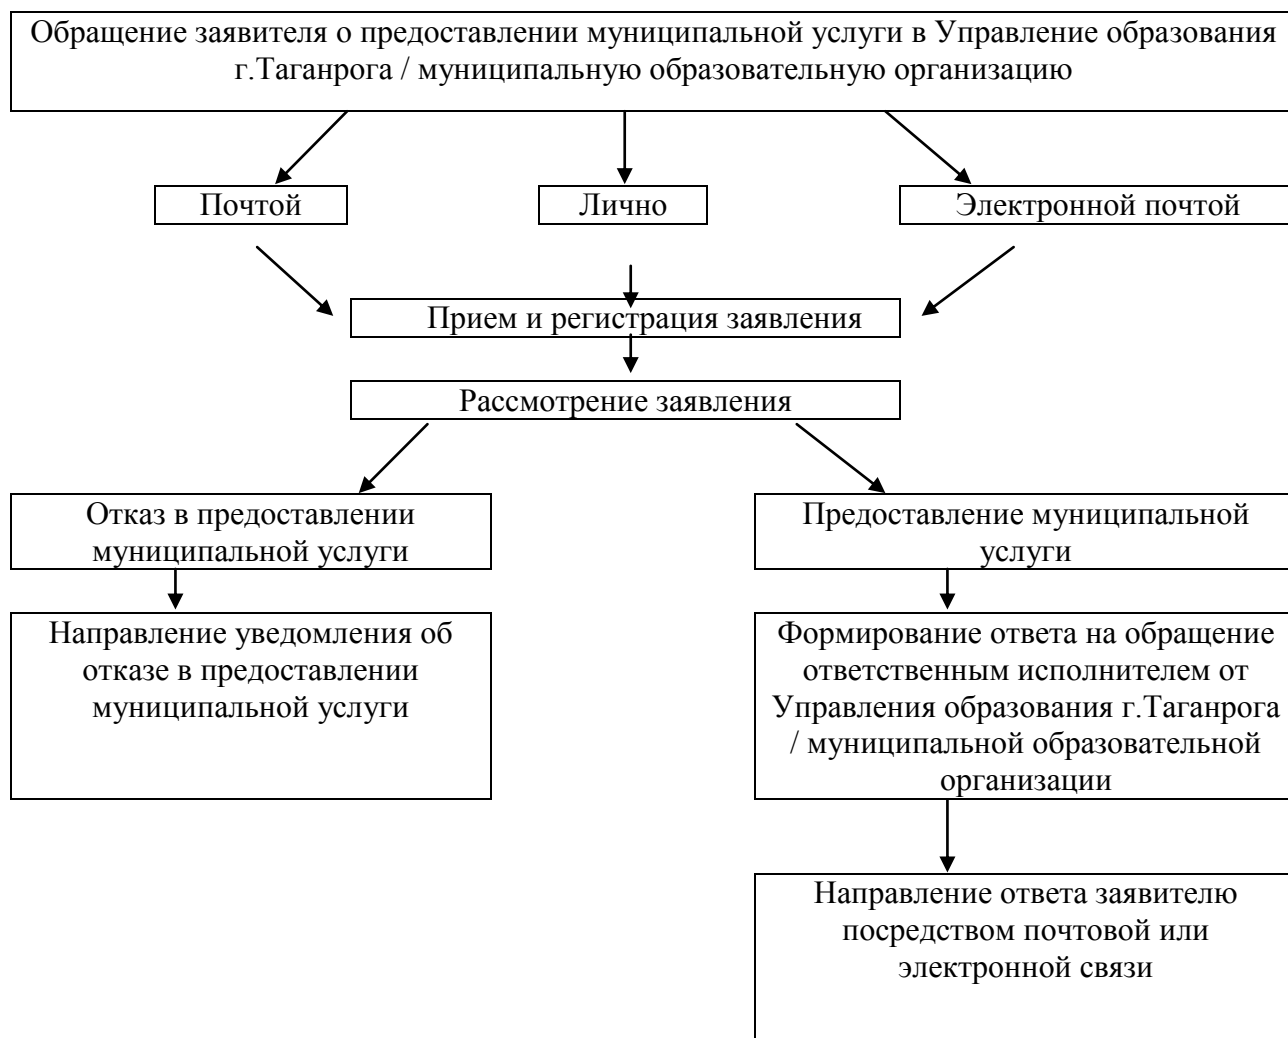 Обращение заявителя о предоставлении муниципальной услуги в Управление образования
г.Таганрога / муниципальную образовательную организацию
Почтой
Лично
Электронной почтой
Прием и регистрация заявления
Рассмотрение заявления
Отказ в предоставлении
муниципальной услуги
Предоставление муниципальной
услуги
Направление уведомления об
отказе в предоставлении
муниципальной услуги
Формирование ответа на обращение
ответственным исполнителем от
Управления образования г.Таганрога
/ муниципальной образовательной
организации
Направление ответа заявителю
посредством почтовой или
электронной связи